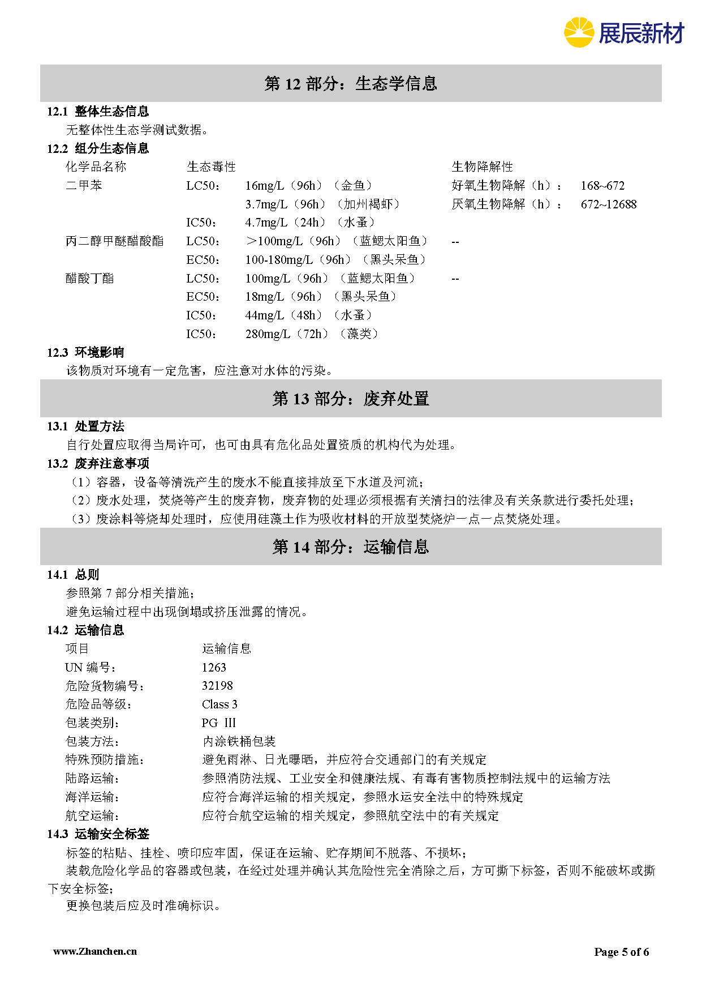 展辰新材
第 12 部分：生态学信息
12.1 整体生态信息
无整体性生态学测试数据。
12.2 组分生态信息
化学品名称 生态毒性 生物降解性
二甲苯 LC50： 16mg/L（96h）（金鱼） 好氧生物降解（h）： 168~672
3.7mg/L（96h）（加州褐虾） 厌氧生物降解（h）： 672~12688
IC50： 4.7mg/L（24h）（水蚤）
丙二醇甲醚醋酸酯 LC50： ＞100mg/L（96h）（蓝鳃太阳鱼） --
EC50： 100-180mg/L（96h）（黑头呆鱼）
醋酸丁酯 LC50： 100mg/L（96h）（蓝鳃太阳鱼） --
EC50： 18mg/L（96h）（黑头呆鱼）
IC50： 44mg/L（48h）（水蚤）
IC50： 280mg/L（72h）（藻类）
12.3 环境影响
该物质对环境有一定危害，应注意对水体的污染。
第 13 部分：废弃处置
13.1 处置方法
自行处置应取得当局许可，也可由具有危化品处置资质的机构代为处理。
13.2 废弃注意事项
（1）容器，设备等清洗产生的废水不能直接排放至下水道及河流；
（2）废水处理，焚烧等产生的废弃物，废弃物的处理必须根据有关清扫的法律及有关条款进行委托处理；
（3）废涂料等烧却处理时，应使用硅藻土作为吸收材料的开放型焚烧炉一点一点焚烧处理。
第 14 部分：运输信息
14.1 总则
参照第 7 部分相关措施；
避免运输过程中出现倒塌或挤压泄露的情况。
14.2 运输信息
项目 运输信息
UN 编号： 1263
危险货物编号： 32198
危险品等级： Class 3
包装类别： PG Ⅲ
包装方法： 内涂铁桶包装
特殊预防措施： 避免雨淋、日光曝晒，并应符合交通部门的有关规定
陆路运输： 参照消防法规、工业安全和健康法规、有毒有害物质控制法规中的运输方法
海洋运输： 应符合海洋运输的相关规定，参照水运安全法中的特殊规定
航空运输： 应符合航空运输的相关规定，参照航空法中的有关规定
14.3 运输安全标签
标签的粘贴、挂栓、喷印应牢固，保证在运输、贮存期间不脱落、不损坏；
装载危险化学品的容器或包装，在经过处理并确认其危险性完全消除之后，方可撕下标签，否则不能破坏或撕
下安全标签；
更换包装后应及时准确标识。
www.Zhanchen.cn Page 5 of 6